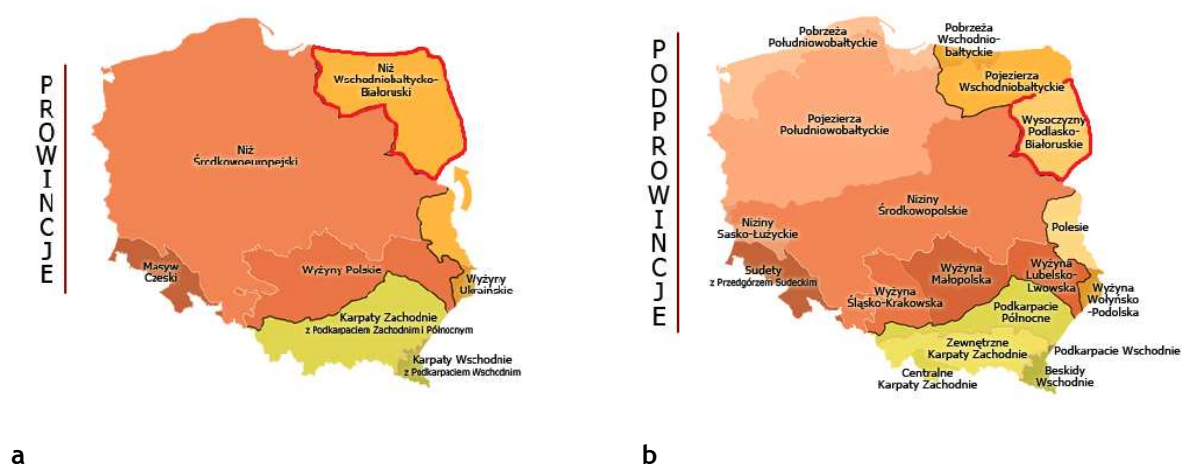 PROWINCJE
Niż
Wschodniobałtycko-
Białoruski
Niż
Środkowoeuropejski
Masyw
Czeski
Wyżyny Polskie
Wyżyny
Ukraińskie
Karpaty Zachodnie
z Podkarpaciem Zachodnim i Północnym
Karpaty Wschodnie
z Podkarpaciem Wschodnim
a
PODPROWINCJE
Pobrzeża
Południowobałtyckie
Pobrzeża
Wschodnio-
bałtyckie
Pojezierza
Wschodniobałtyckie
Pojezierza
Południowobałtyckie
Wysoczyzny
Podlasko-
Białoruskie
Niziny
Środkowopolskie
Niziny
Sasko-Łużyckie
Polesie
Sudety
z Przedgórzem Sudeckim
Wyżyna
Małopolska
Wyżyna
Lubelsko-
Lwowska
Wyżyna
Śląsko-Krakowska
Wyżyna
Wołyńsko
-Podolska
Podkarpacie
Północne
Zewnętrzne
Karpaty Zachodnie
Podkarpacie Wschodnie
Centralne
Karpaty Zachodnie
Beskidy
Wschodnie
b